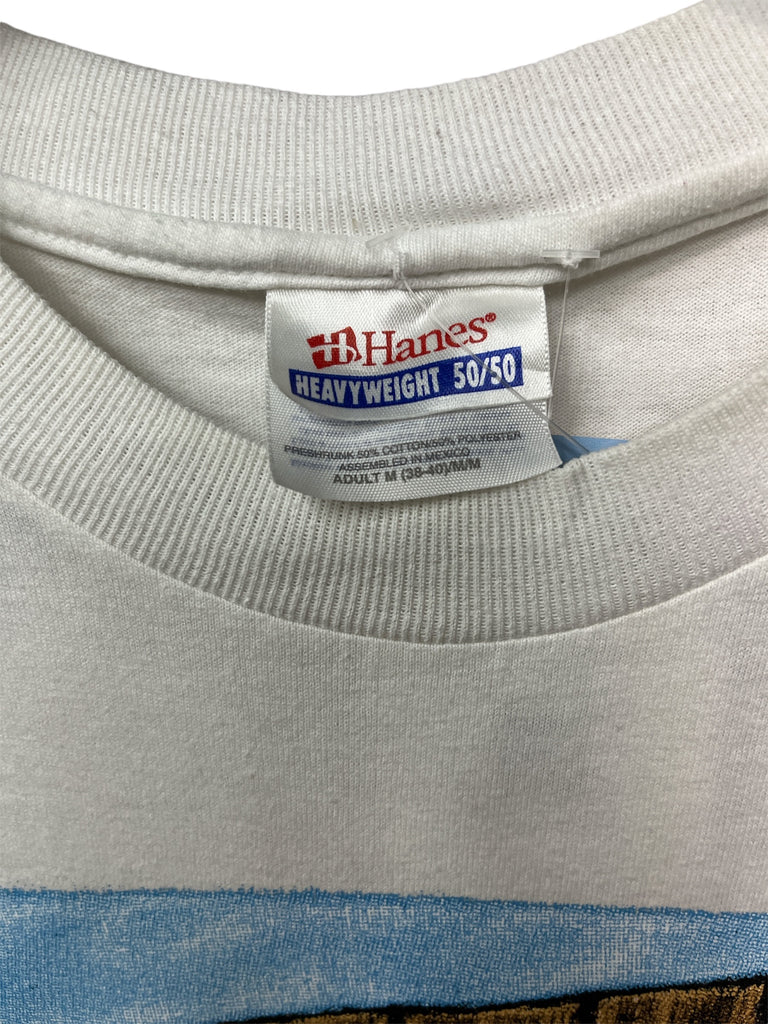 Hanes®
HEAVYWEIGHT 50/50
PRESHRUNK 50% COTTON/50% POLYESTER
ASSEMBLED IN MEXICO
ADULT M (38-40)/M/M